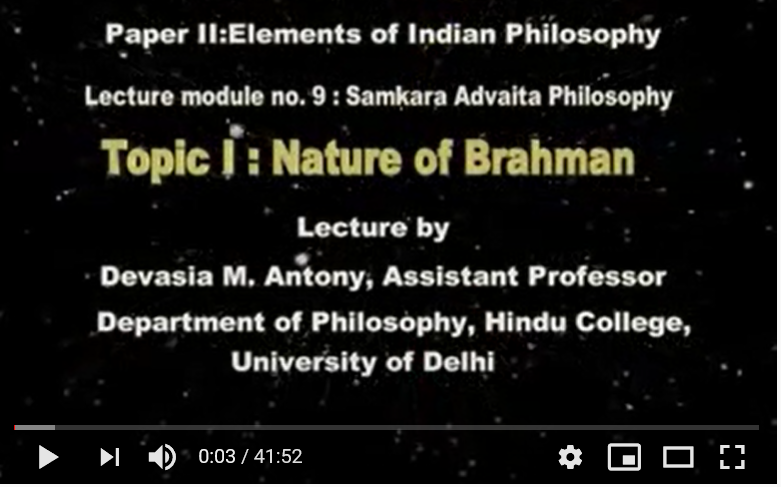 Paper II:Elements of Indian Philosophy
Lecture module no. 9 : Samkara Advaita Philosophy
Topic I : Nature of Brahman
Lecture by
Devasia M. Antony, Assistant Professor
Department of Philosophy, Hindu College,
University of Delhi
0:03 / 41:52